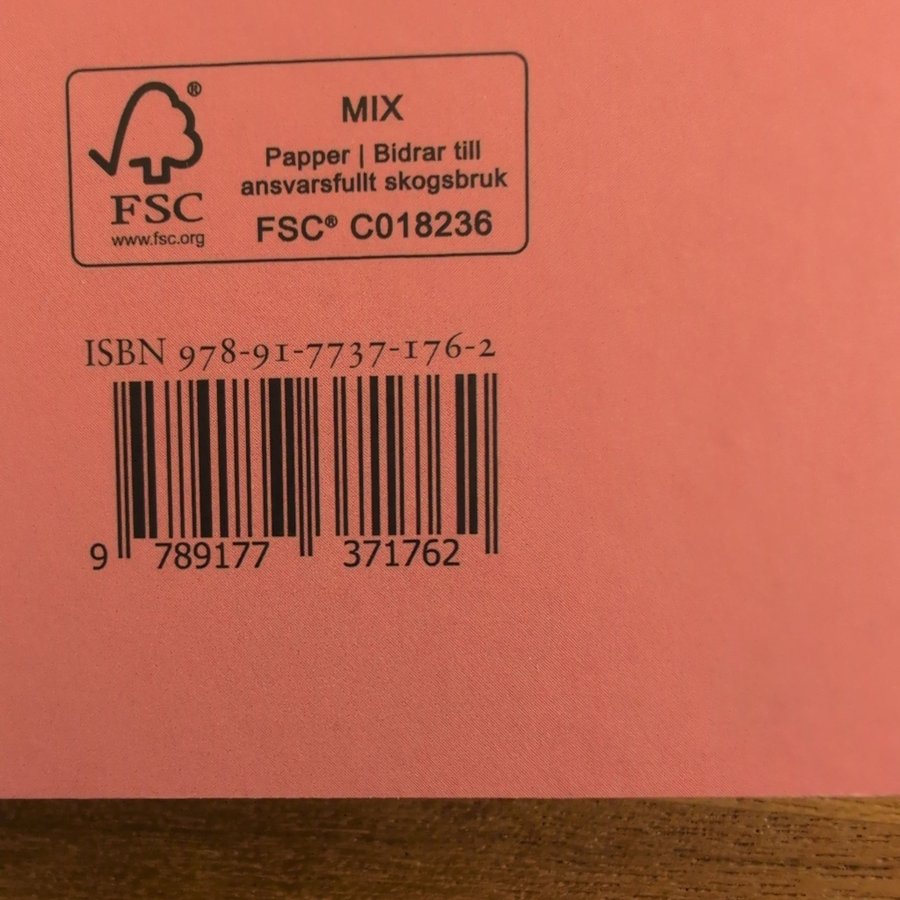 MIX
Papper | Bidrar till
ansvarsfullt skogsbruk
FSC® C018236
®
FSC
www.fsc.org
ISBN 978-91-7737-176-2
9 789177 371762